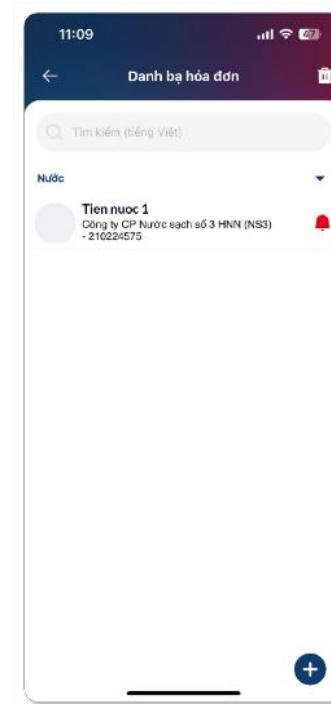 11:09
47
Danh bạ hóa đơn
Tìm kiếm (tiếng Việt)
Nước
Tien nuoc 1
Công ty CP Nước sạch số 3 HNN (NS3)
- 210224575